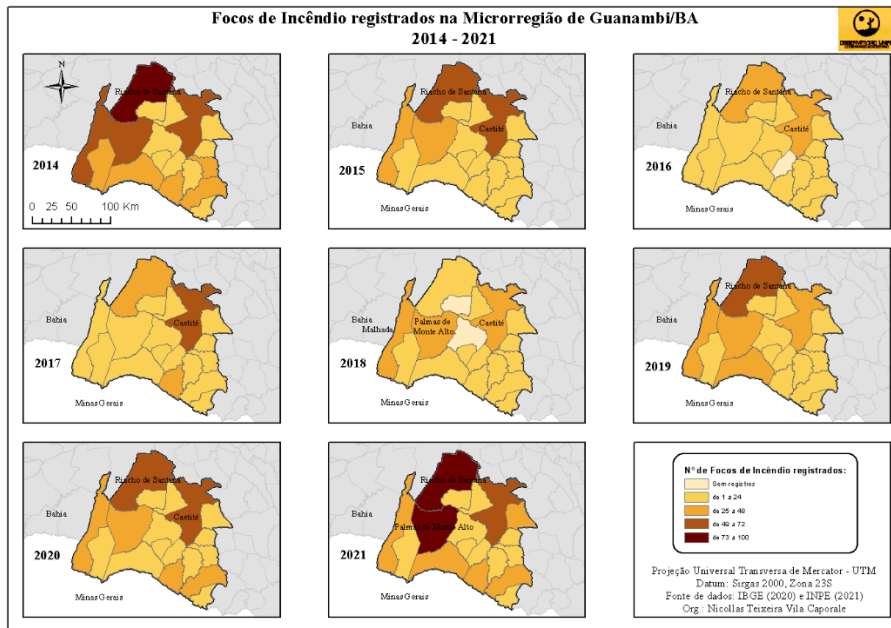 Focos de Incêndio registrados na Microrregião de Guanambi/BA
2014 - 2021
N
Riacho de Santana
2014
0 25 50 100 Km
Riacho de Santana
Bahia
Caetité
2015
Minas Gerais
Riacho de Santana
Bahia
Caetité
2016
Minas Gerais
Bahia
Caetité
2017
Minas Gerais
Bahia
Malhada
Palmas de
Monte Alto
Caetité
2018
Minas Gerais
Riacho de Santana
Bahia
2019
Minas Gerais
Riacho de Santana
Bahia
Caetité
2020
Minas Gerais
Riacho de Santana
Bahia
Palmas de Monte Alto
2021
Minas Gerais
Nº de Focos de Incêndio registrados:
Sem registros
de 1 a 24
de 25 a 48
de 49 a 72
de 73 a 100
Projeção Universal Transversa de Mercator - UTM
Datum: Sirgas 2000, Zona 23S
Fonte de dados: IBGE (2020) e INPE (2021)
Org.: Nicollas Teixeira Vila Caporale